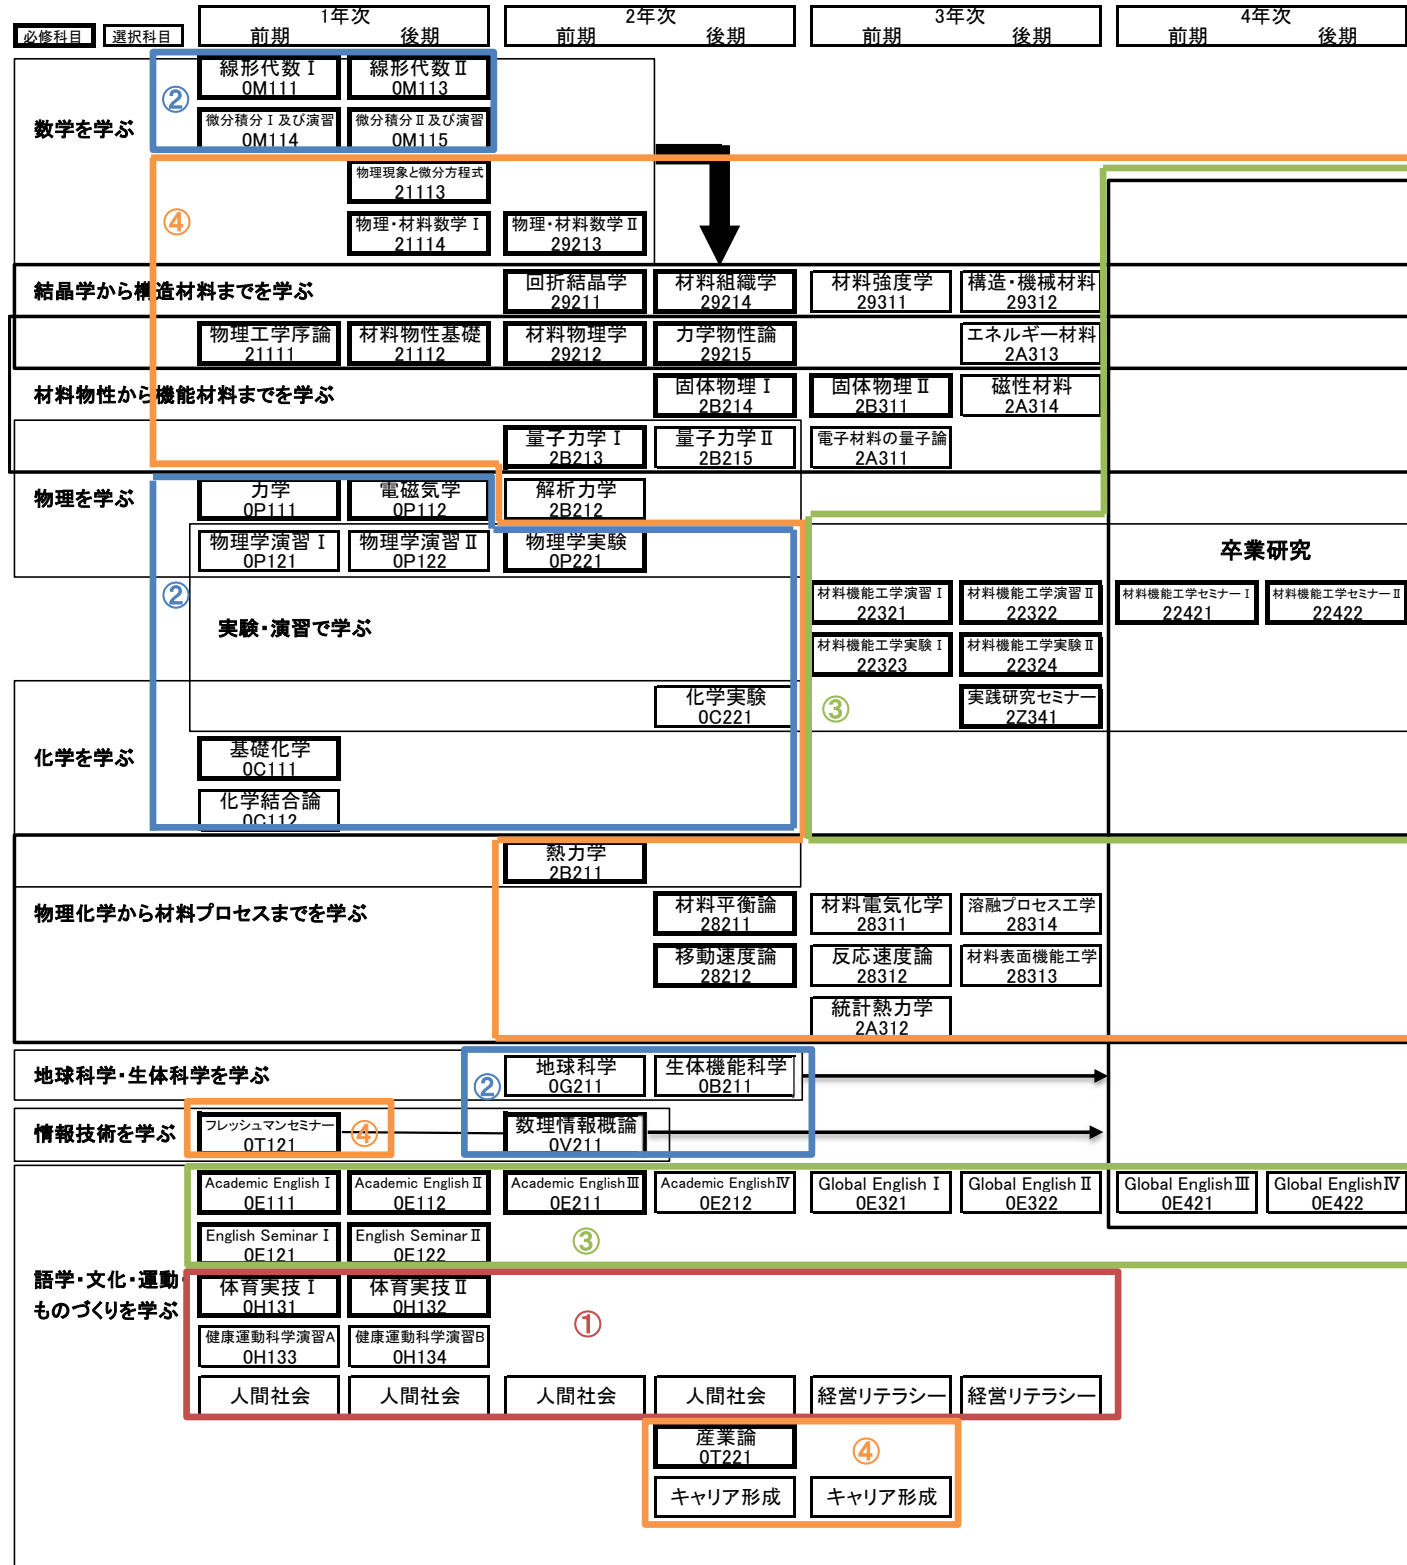 必修科目 選択科目 1年次 2年次 3年次 4年次
前期 後期 前期 後期 前期 後期 前期 後期
数学を学ぶ
②
線形代数Ⅰ 線形代数Ⅱ
0M111 0M113
微分積分Ⅰ及び演習 微分積分Ⅱ及び演習
0M114 0M115
物理現象と微分方程式
21113
④
物理・材料数学Ⅰ 物理・材料数学Ⅱ
21114 29213
結晶学から構造材料までを学ぶ
回折結晶学 材料組織学 材料強度学 構造・機械材料
29211 29214 29311 29312
物理工学序論 材料物性基礎 材料物理学 力学物性論 エネルギー材料
21111 21112 29212 29215 2A313
材料物性から機能材料までを学ぶ
固体物理Ⅰ 固体物理Ⅱ 磁性材料
2B214 2B311 2A314
量子力学Ⅰ 量子力学Ⅱ 電子材料の量子論
2B213 2B215 2A311
物理を学ぶ
力学 電磁気学 解析力学
0P111 0P112 2B212
物理学演習Ⅰ 物理学演習Ⅱ 物理学実験
0P121 0P122 0P221
卒業研究
②
実験・演習で学ぶ
材料機能工学演習Ⅰ 材料機能工学演習Ⅱ 材料機能工学セミナーⅠ 材料機能工学セミナーⅡ
22321 22322 22421 22422
材料機能工学実験Ⅰ 材料機能工学実験Ⅱ
22323 22324
化学実験 ③ 実践研究セミナー
0C221 2Z341
化学を学ぶ
基礎化学
0C111
化学結合論
0C112
熱力学
2B211
物理化学から材料プロセスまでを学ぶ
材料平衡論 材料電気化学 溶融プロセス工学
28211 28311 28314
移動速度論 反応速度論 材料表面機能工学
28212 28312 28313
統計熱力学
2A312
地球科学・生体科学を学ぶ
② 地球科学 生体機能科学
0G211 0B211
情報技術を学ぶ
フレッシュマンセミナー ④ 数理情報概論
0T121 0V211
Academic English Ⅰ Academic English Ⅱ Academic EnglishⅢ Academic EnglishⅣ Global English Ⅰ Global English Ⅱ Global EnglishⅢ Global EnglishⅣ
0E111 0E112 0E211 0E212 0E321 0E322 0E421 0E422
English Seminar Ⅰ English Seminar Ⅱ ③
0E121 0E122
語学・文化・運動・
ものづくりを学ぶ
体育実技Ⅰ 体育実技Ⅱ
0H131 0H132
①
健康運動科学演習A 健康運動科学演習B
0H133 0H134
人間社会 人間社会 人間社会 人間社会 経営リテラシー 経営リテラシー
産業論 ④
0T221
キャリア形成 キャリア形成